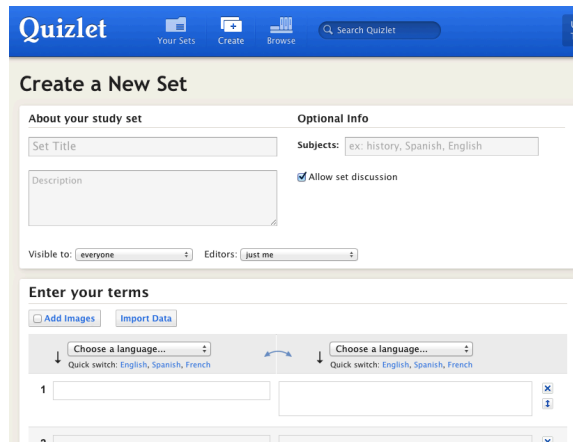 Quizlet
Your Sets
Create
Browse
Search Quizlet
Create a New Set
About your study set
Optional Info
Set Title
Subjects: ex: history, Spanish, English
Description
Allow set discussion
Visible to: everyone
Editors: just me
Enter your terms
Add Images
Import Data
Choose a language...
Choose a language...
Quick switch: English, Spanish, French
Quick switch: English, Spanish, French
1